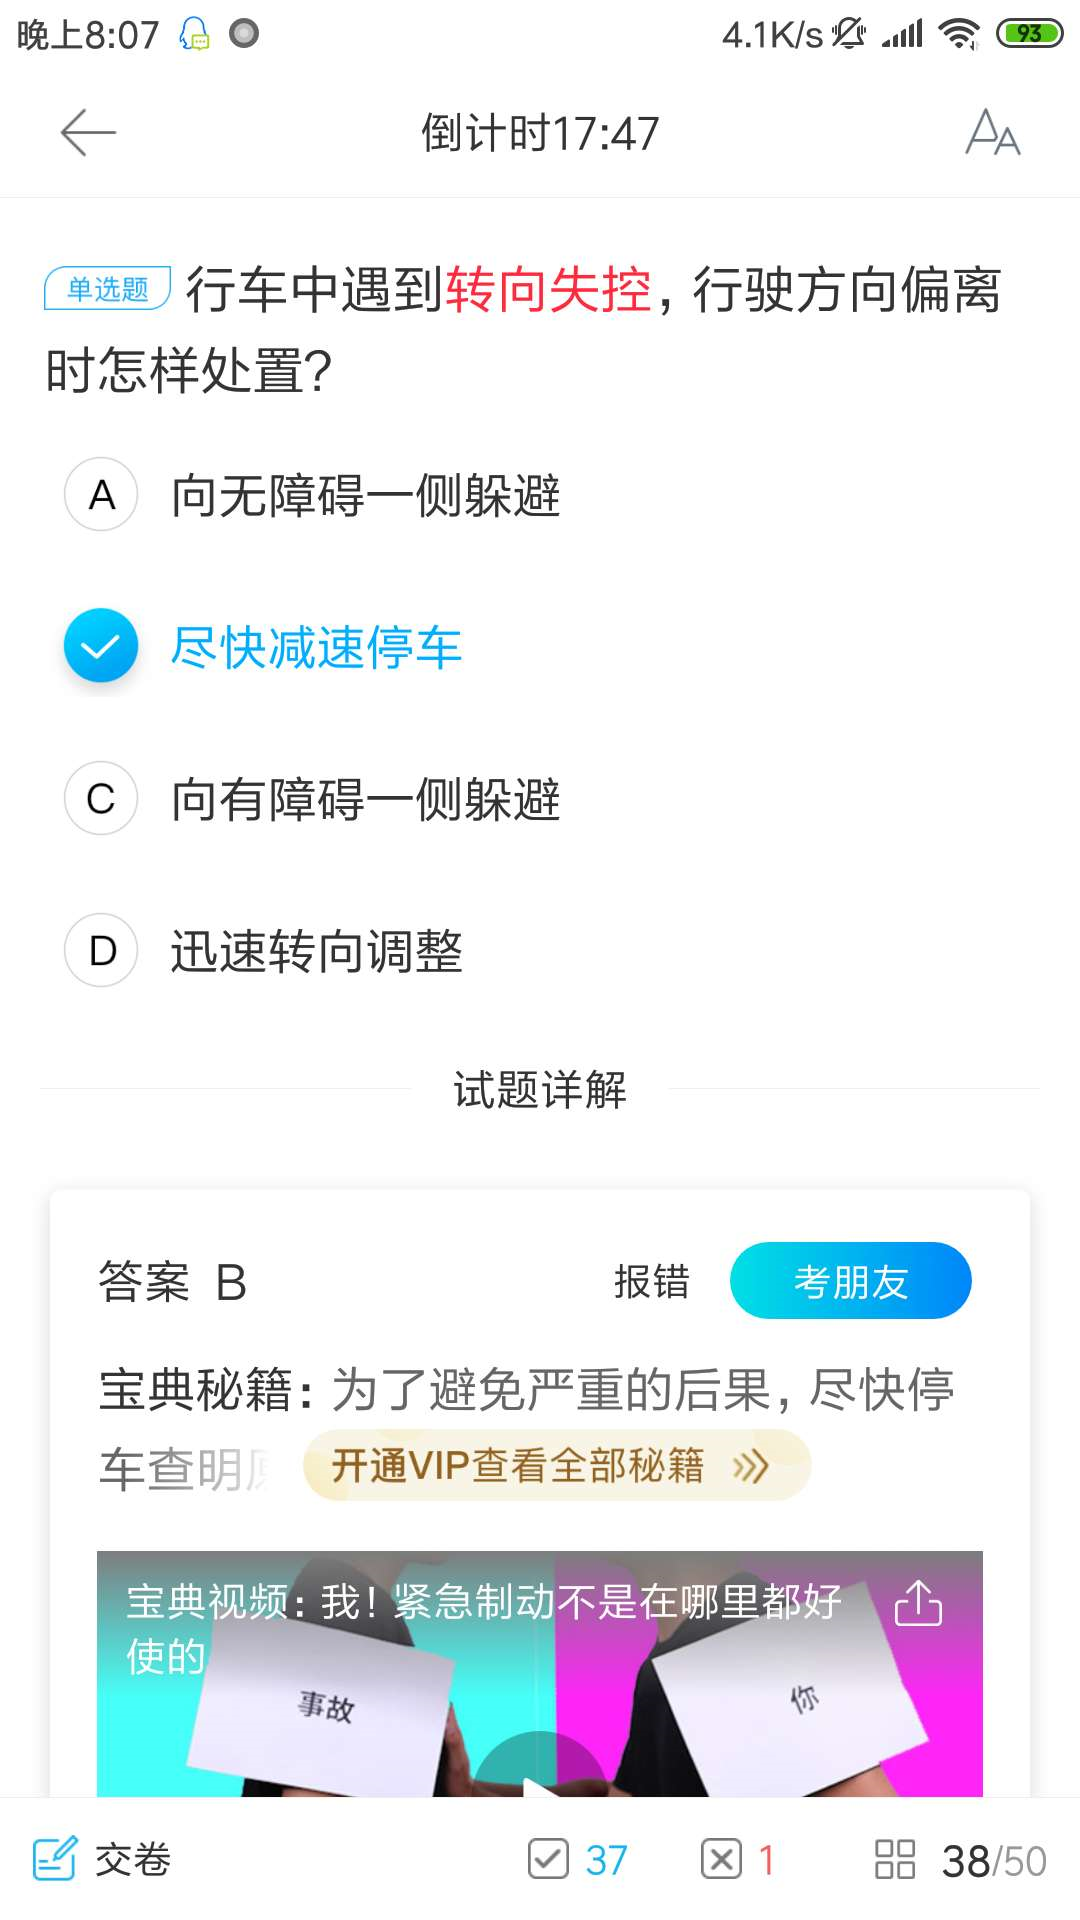 晚上8:07 4.1K/s 93
倒计时17:47
单选题 行车中遇到转向失控，行驶方向偏离
时怎样处置？
A 向无障碍一侧躲避
尽快减速停车
C 向有障碍一侧躲避
D 迅速转向调整
试题详解
答案 B 报错 考朋友
宝典秘籍：为了避免严重的后果，尽快停
车查明 开通VIP查看全部秘籍
宝典视频：我！紧急制动不是在哪里都好
使的
事故 你
交卷 37 1 38/50